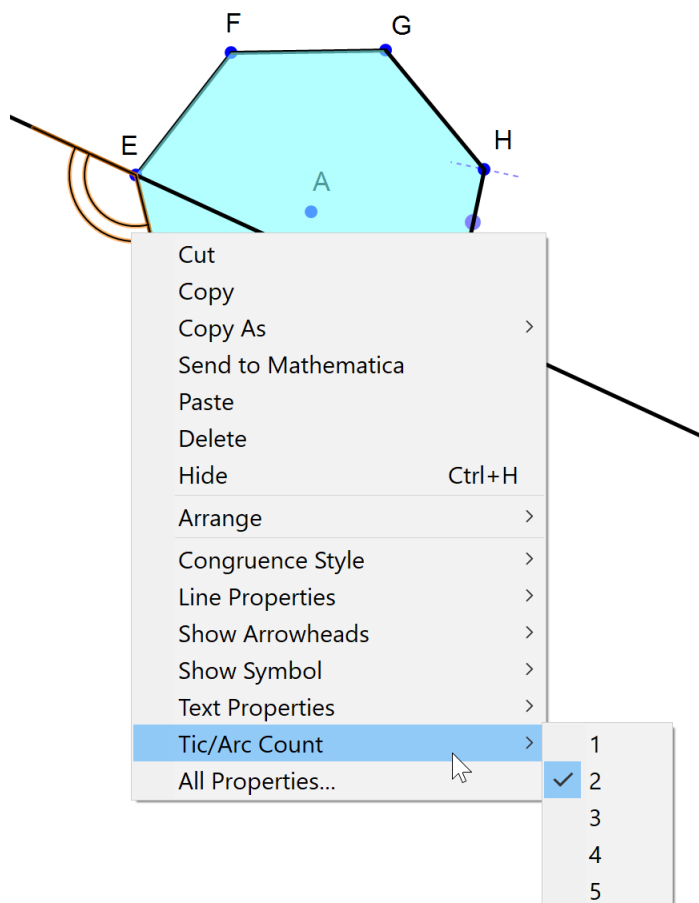 F
G
E
H
A
Cut
Copy
Copy As
Send to Mathematica
Paste
Delete
Hide Ctrl+H
Arrange
Congruence Style
Line Properties
Show Arrowheads
Show Symbol
Text Properties
Tic/Arc Count
All Properties...
1
2
3
4
5